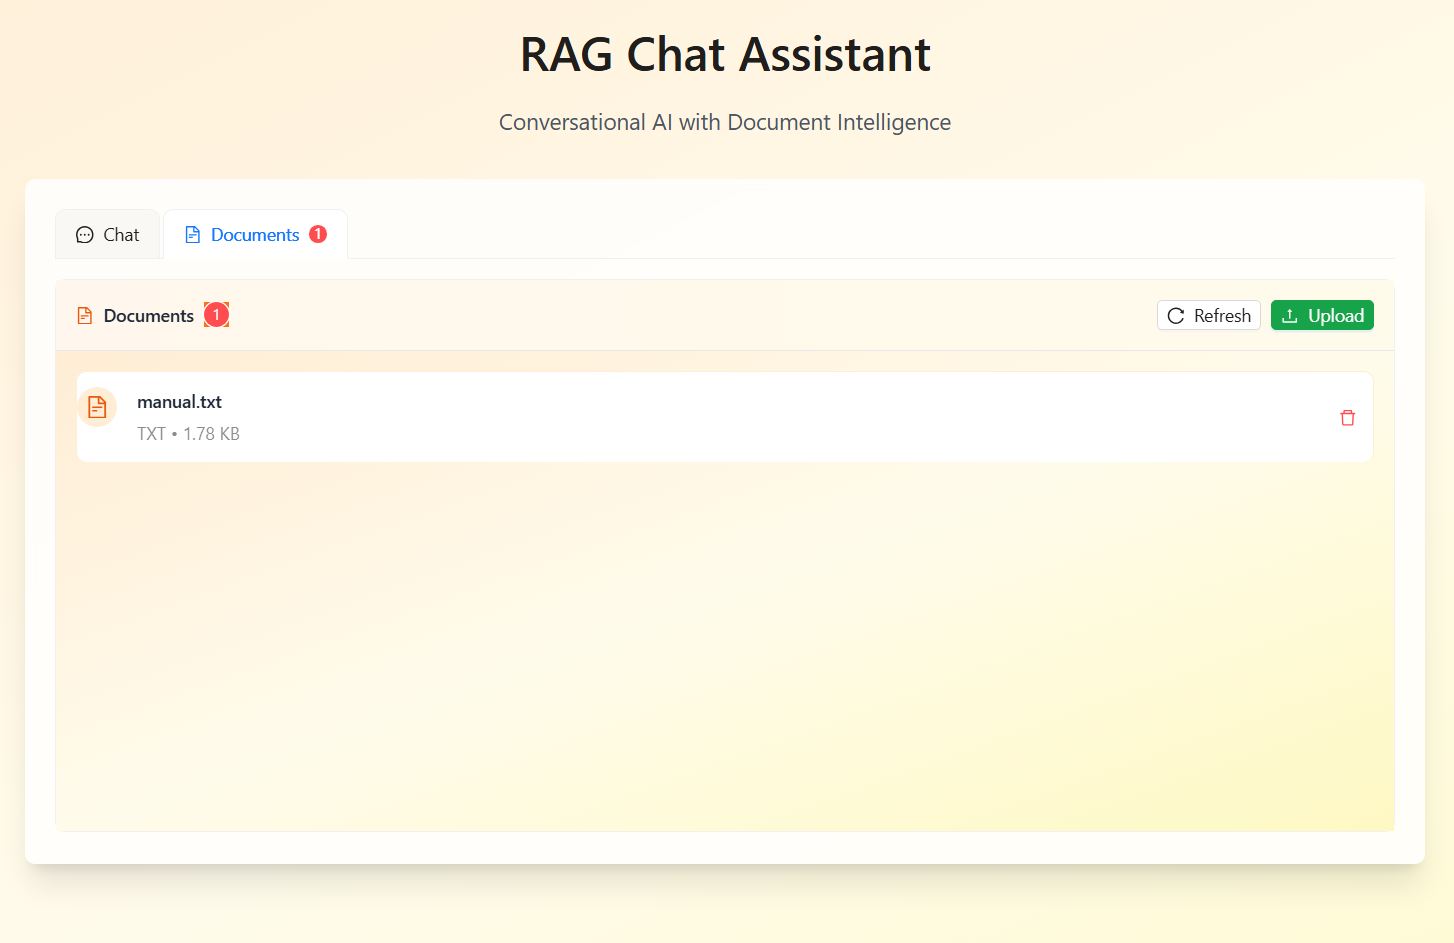 RAG Chat Assistant
Conversational AI with Document Intelligence
Chat
Documents 1
Documents 1
Refresh
Upload
manual.txt
TXT • 1.78 KB